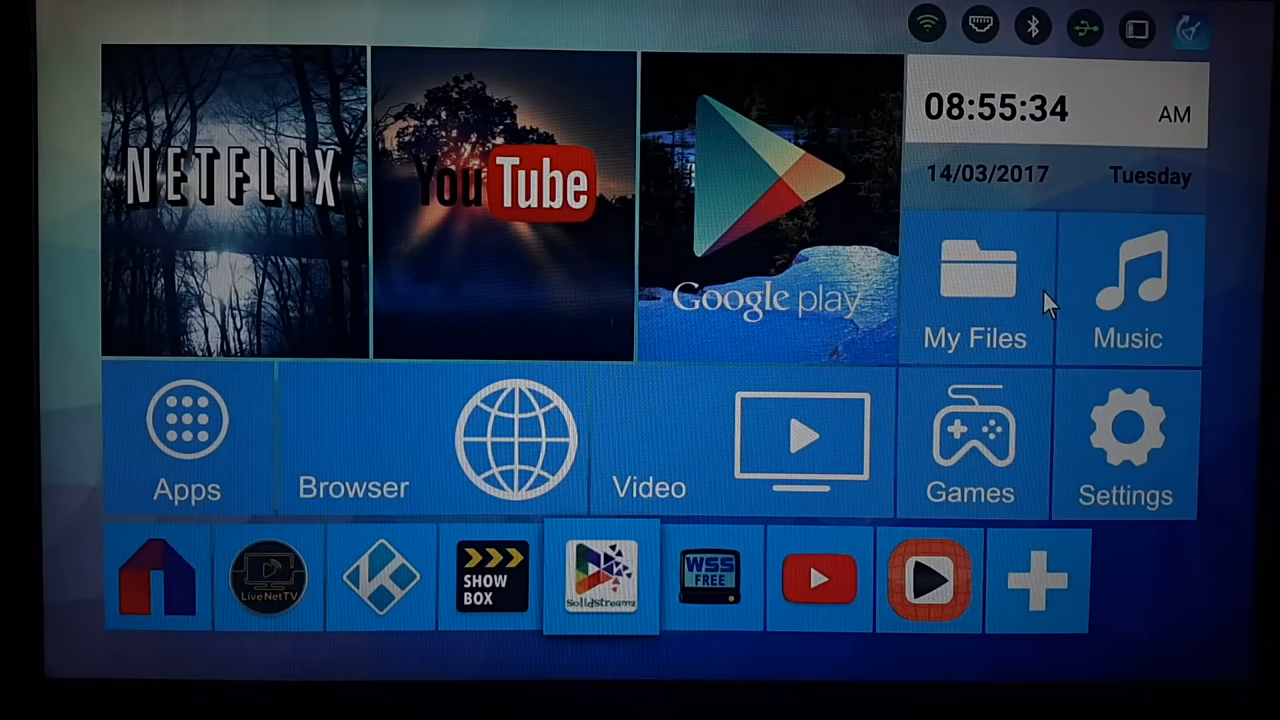 NETFLIX
YouTube
Google play
08:55:34 AM
14/03/2017 Tuesday
My Files
Music
Apps
Browser
Video
Games
Settings
LiveNetTV
SHOW
BOX
SolidStreamz
WSS
FREE